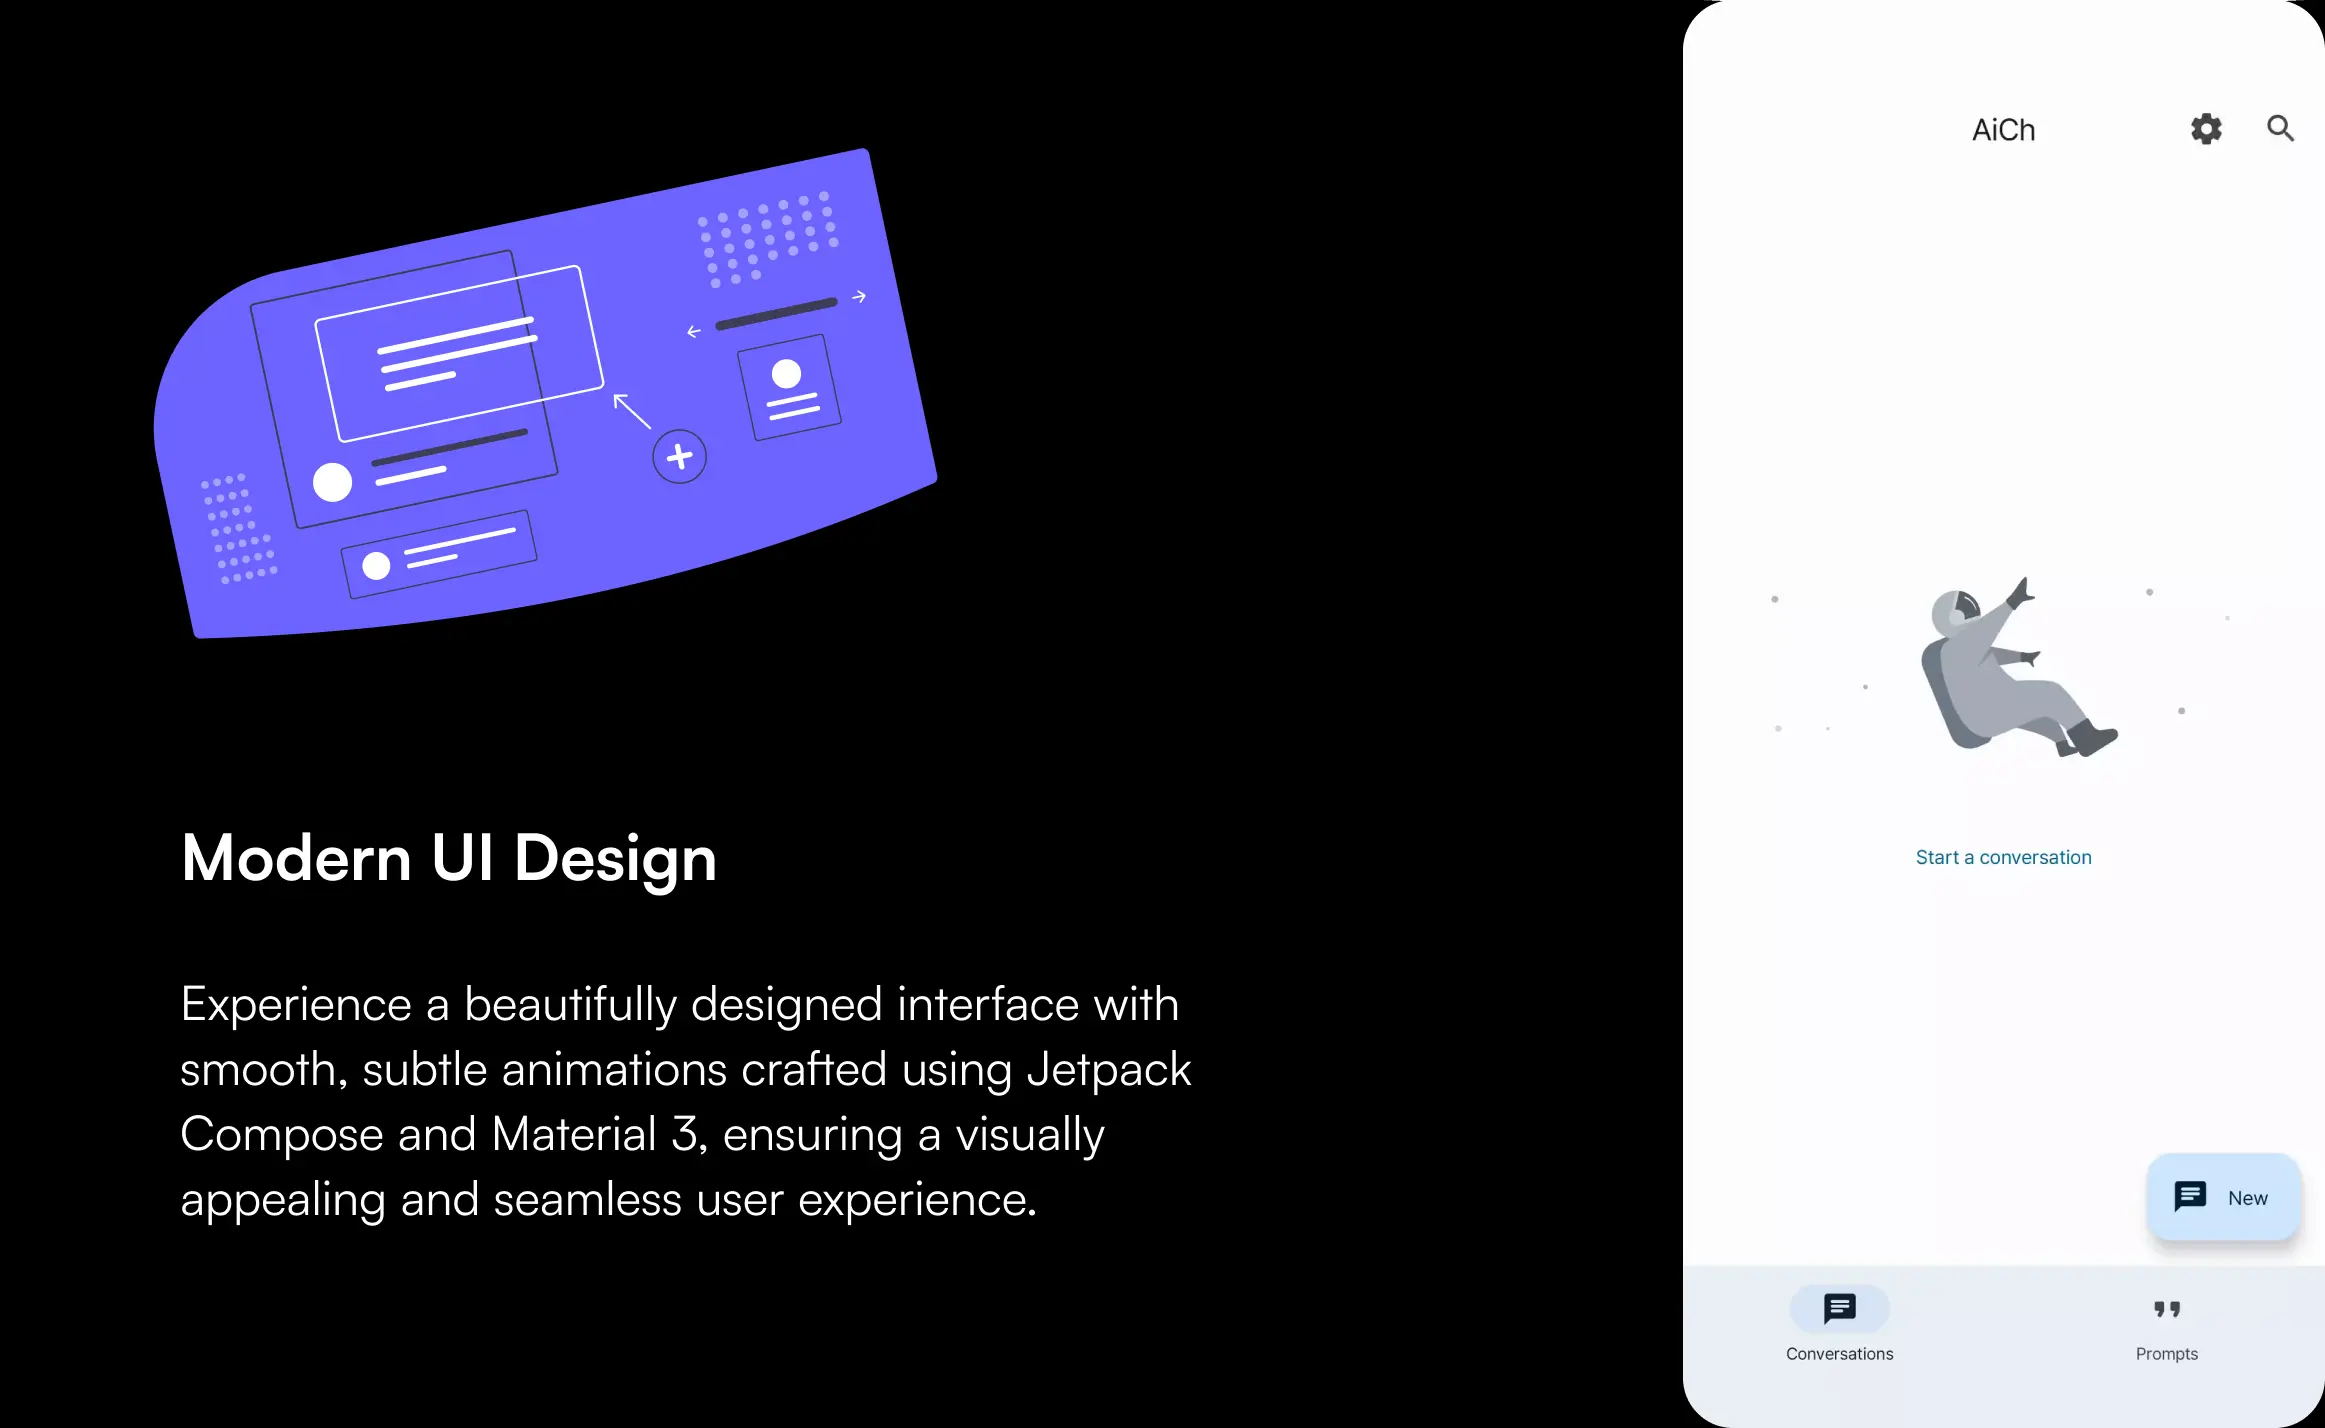 Modern UI Design
Experience a beautifully designed interface with
smooth, subtle animations crafted using Jetpack
Compose and Material 3, ensuring a visually
appealing and seamless user experience.
AiCh
Start a conversation
New
Conversations
Prompts